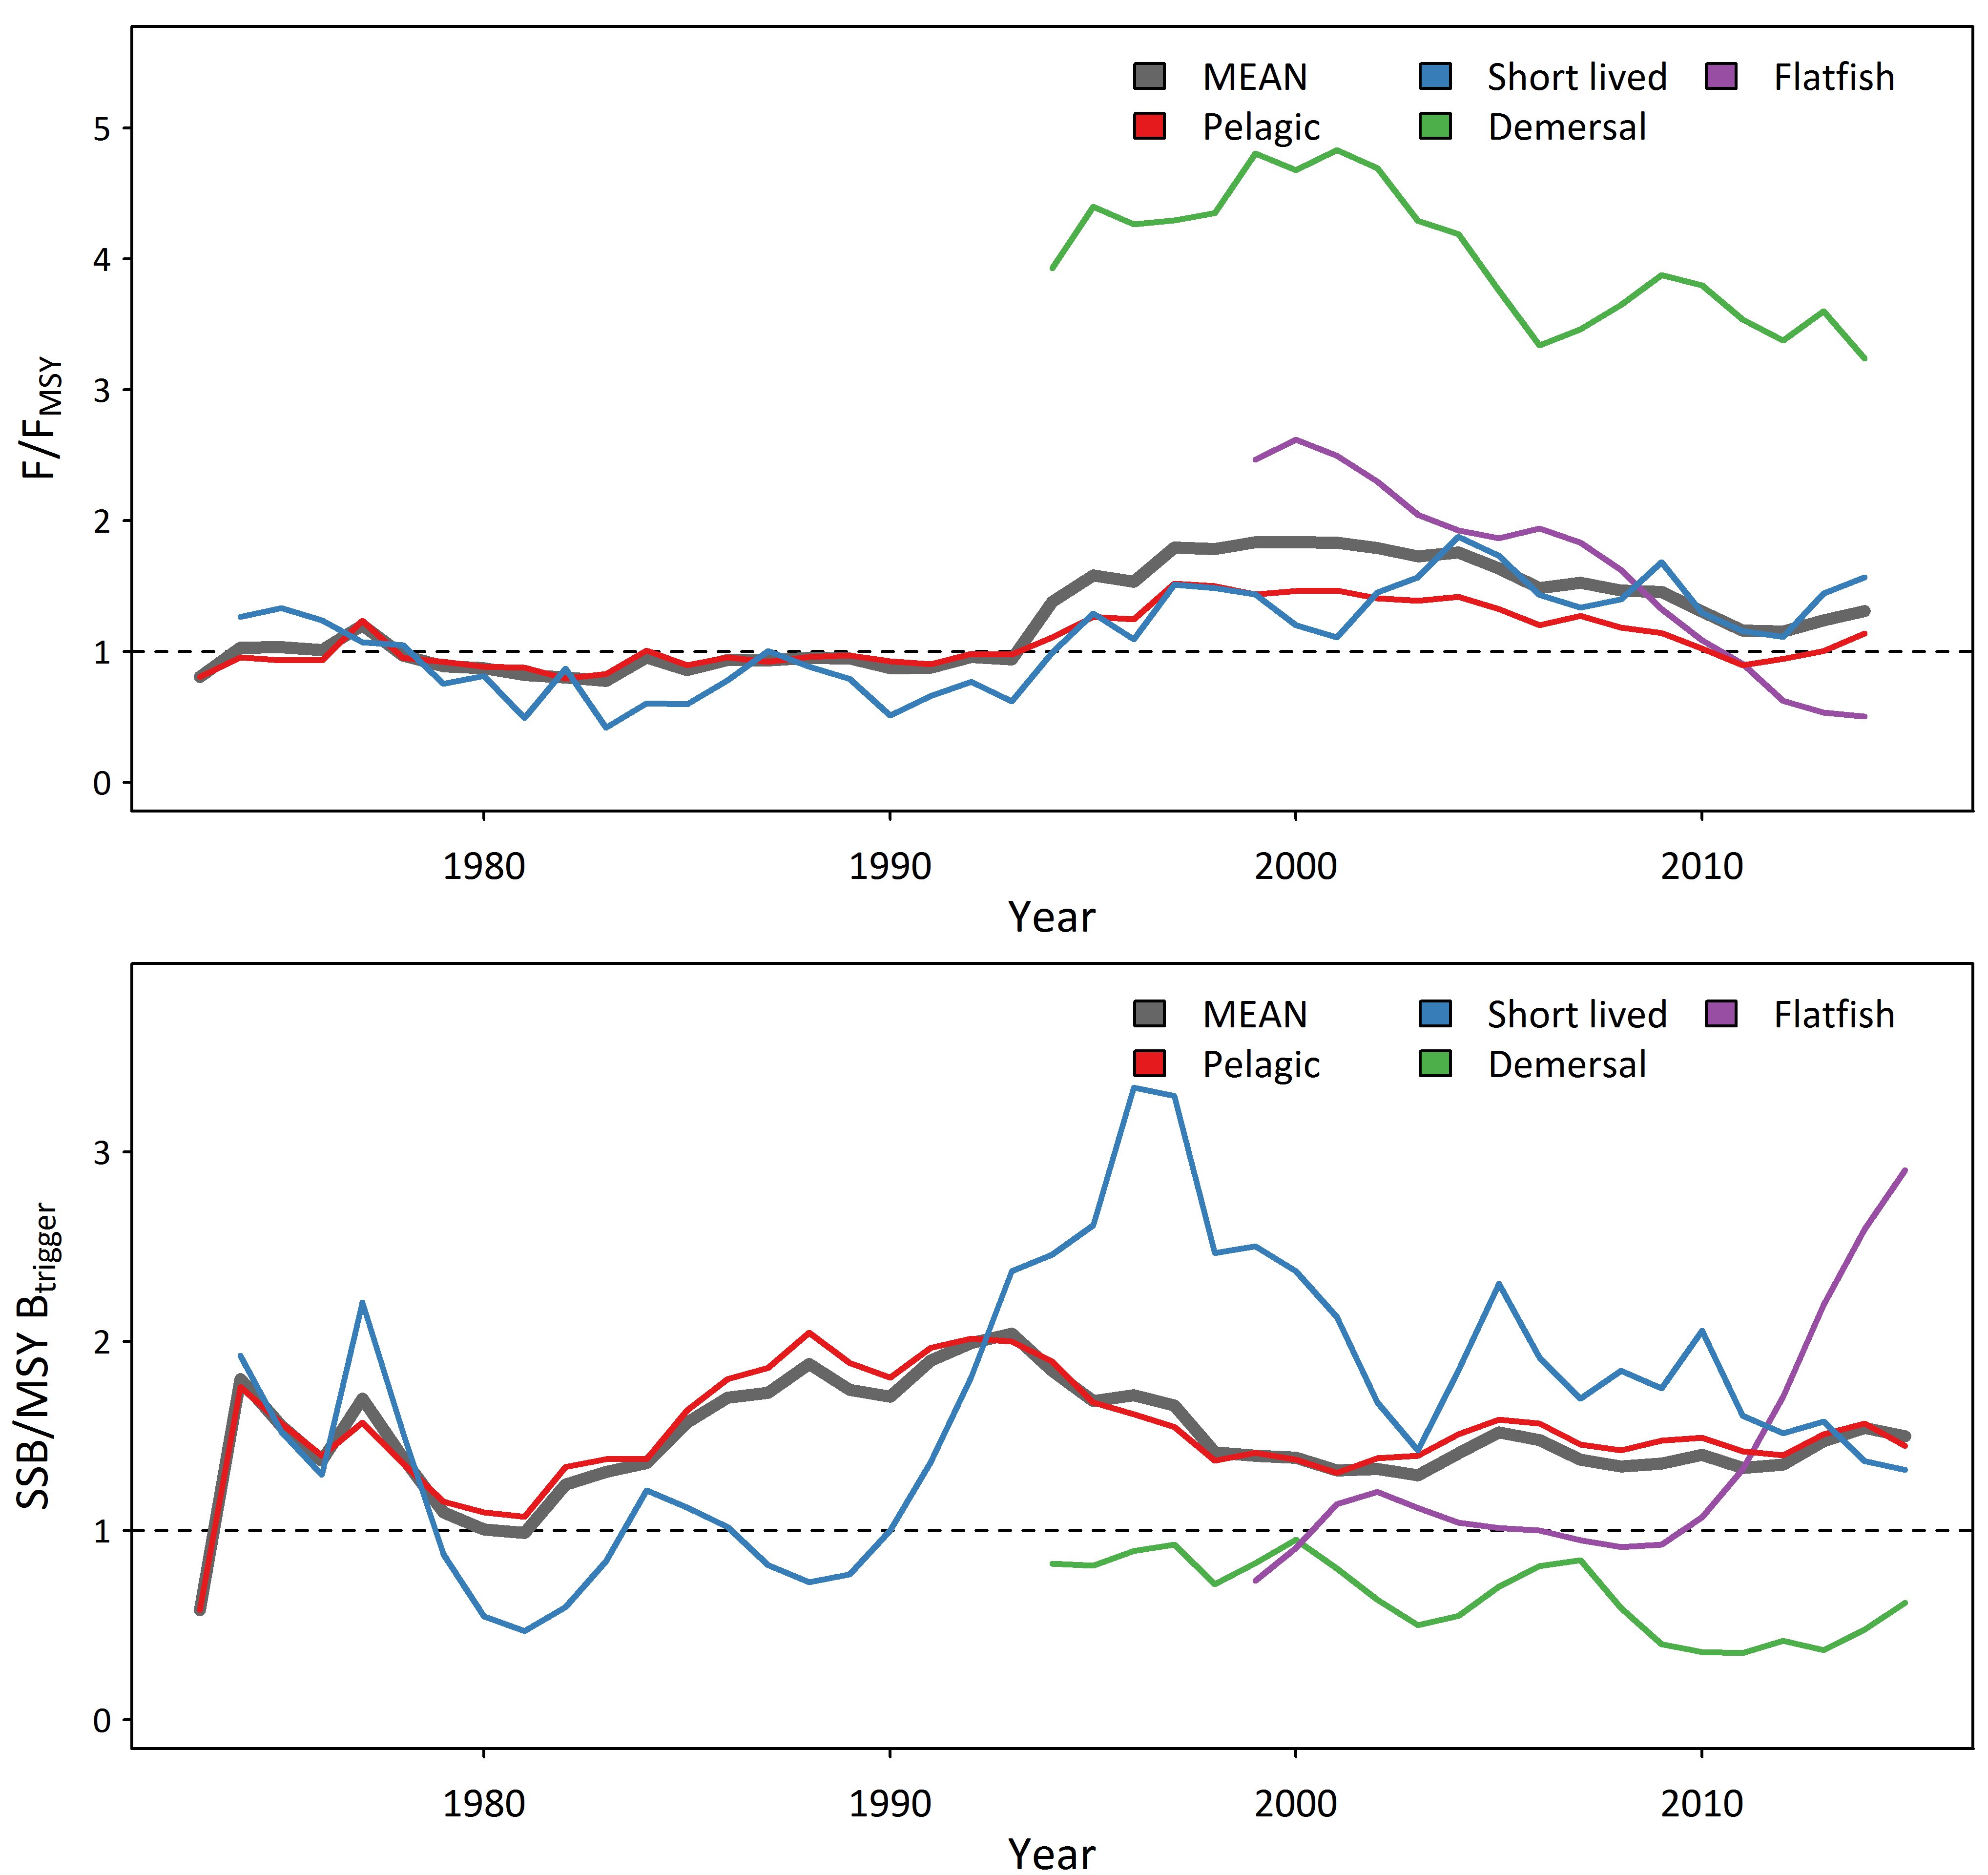 MEAN Short lived Flatfish
Pelagic Demersal
5
4
3
2
1
0
F/FMSY
1980 1990 2000 2010
Year
MEAN Short lived Flatfish
Pelagic Demersal
3
2
1
0
SSB/MSY Btrigger
1980 1990 2000 2010
Year